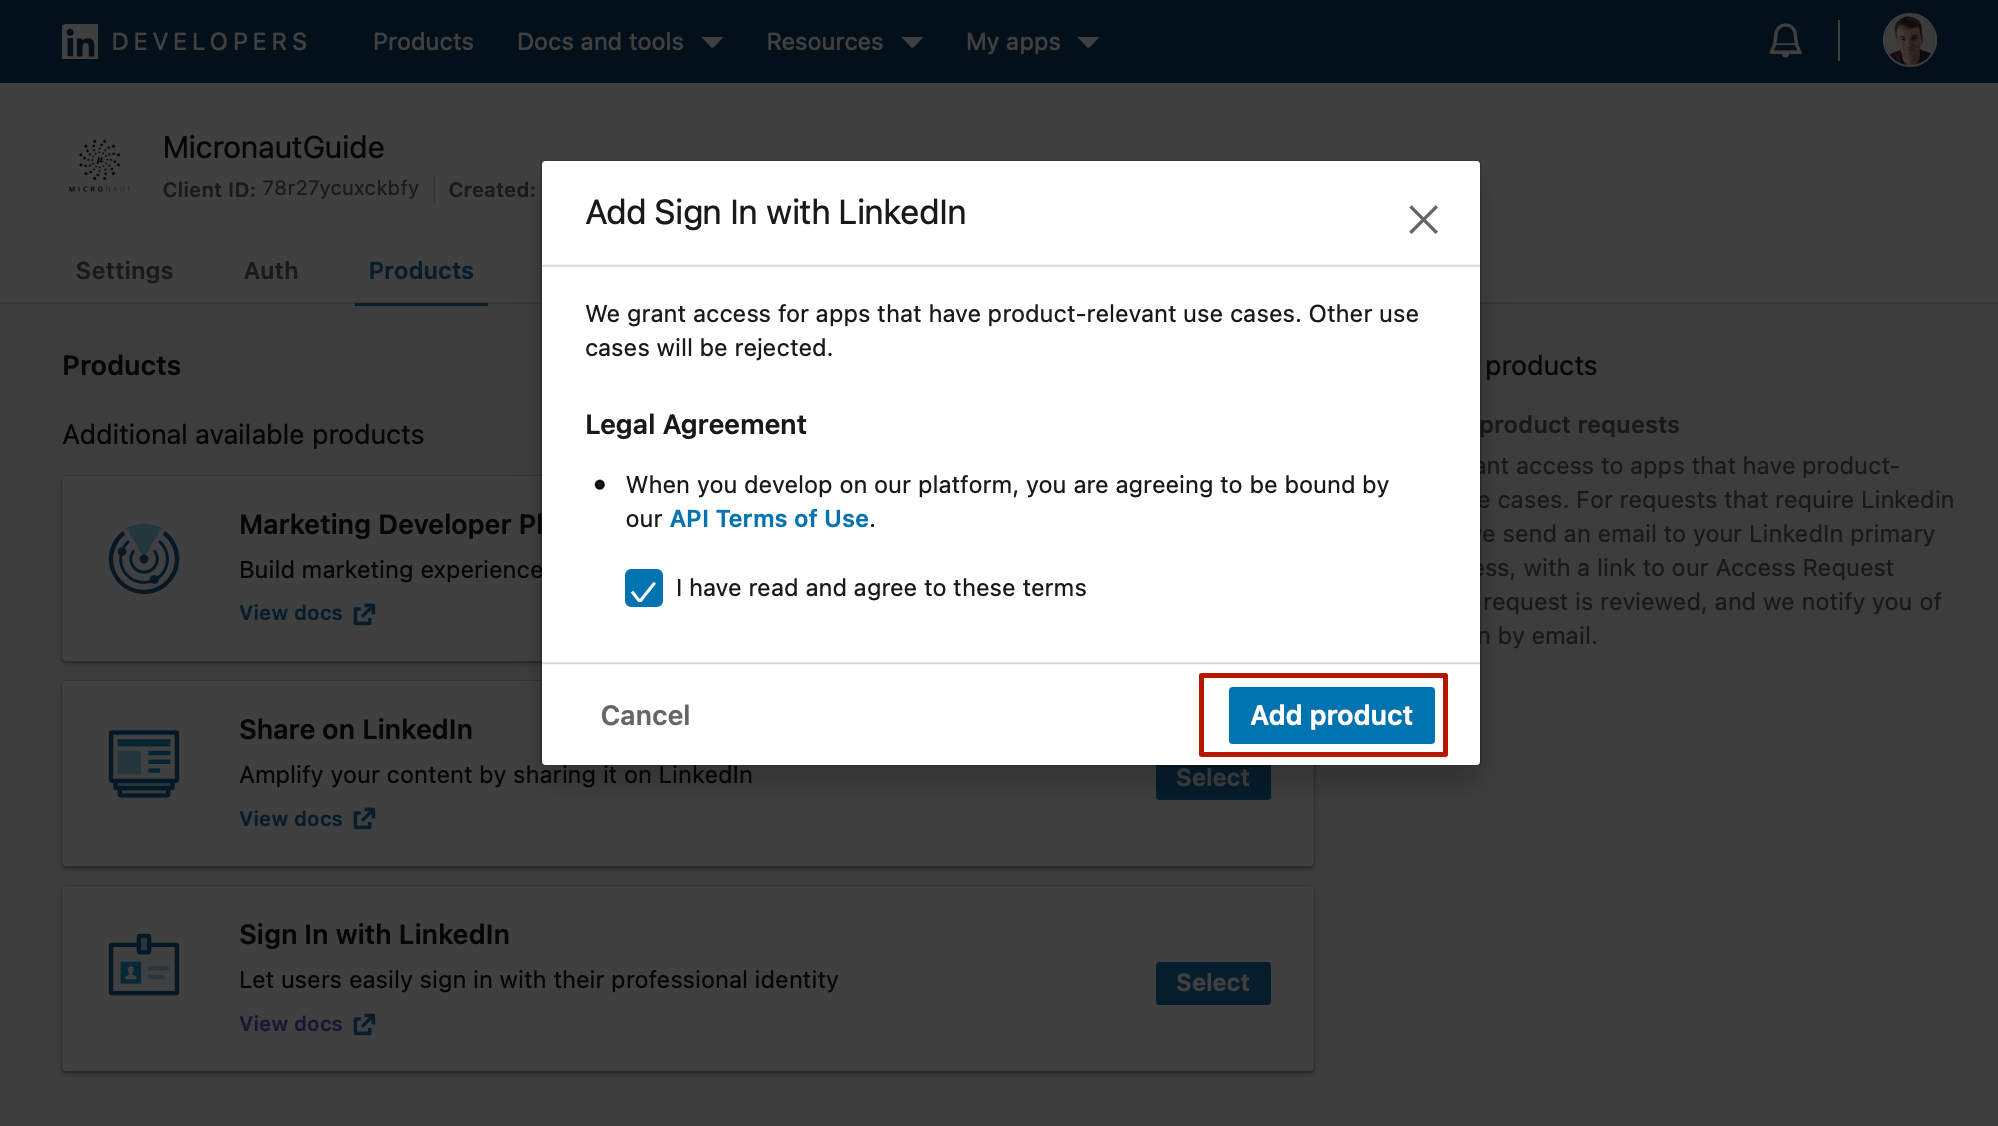 in DEVELOPERS Products Docs and tools Resources My apps
MicronautGuide
MICRONAUT
Client ID: 78r27ycuxckbfy Created:
Settings Auth Products
Products
Additional available products
Marketing Developer Pl
Build marketing experience
View docs
Share on LinkedIn
Amplify your content by sharing it on LinkedIn
View docs
Select
Sign In with LinkedIn
Let users easily sign in with their professional identity
View docs
Select
Add Sign In with LinkedIn
We grant access for apps that have product-relevant use cases. Other use
cases will be rejected.
Legal Agreement
• When you develop on our platform, you are agreeing to be bound by
our API Terms of Use.
I have read and agree to these terms
Cancel
Add product
products
product requests
ant access to apps that have product-
e cases. For requests that require Linkedin
e send an email to your LinkedIn primary
ess, with a link to our Access Request
request is reviewed, and we notify you of
n by email.